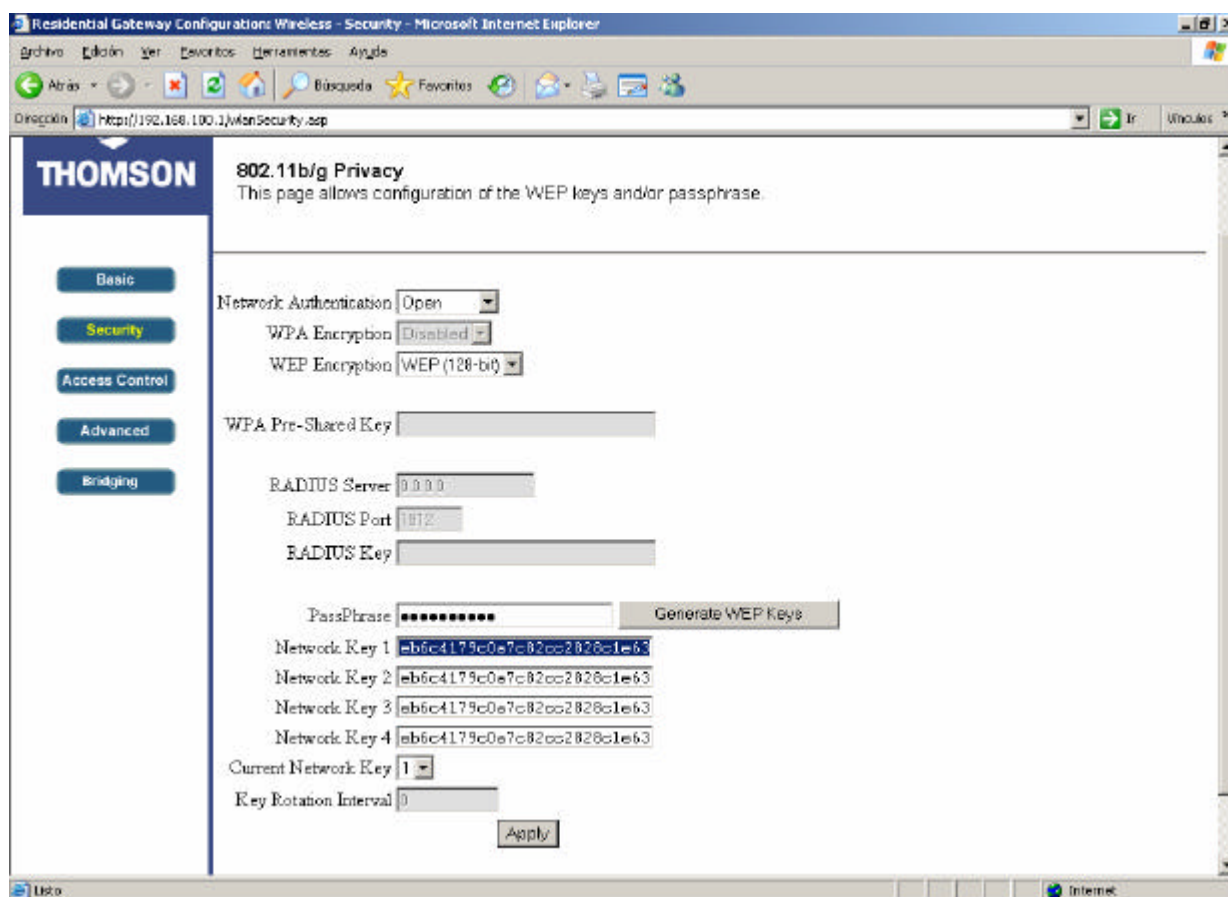 Residential Gateway Configuration: Wireless - Security - Microsoft Internet Explorer
Archivo Edición Ver Favoritos Herramientas Ayuda
Atrás Búsqueda Favoritos
Dirección http://192.168.100.1/wlanSecurity.asp Ir Vínculos
THOMSON
802.11b/g Privacy
This page allows configuration of the WEP keys and/or passphrase.
Basic
Security
Access Control
Advanced
Bridging
Network Authentication Open
WPA Encryption Disabled
WEP Encryption WEP (128-bit)
WPA Pre-Shared Key
RADIUS Server 0.0.0.0
RADIUS Port 1812
RADIUS Key
PassPhrase •••••••••• Generate WEP Keys
Network Key 1 eb6c4179c0a7c82cc2828c1e63
Network Key 2 eb6c4179c0a7c82cc2828c1e63
Network Key 3 eb6c4179c0a7c82cc2828c1e63
Network Key 4 eb6c4179c0a7c82cc2828c1e63
Current Network Key 1
Key Rotation Interval 0
Apply
Listo Internet